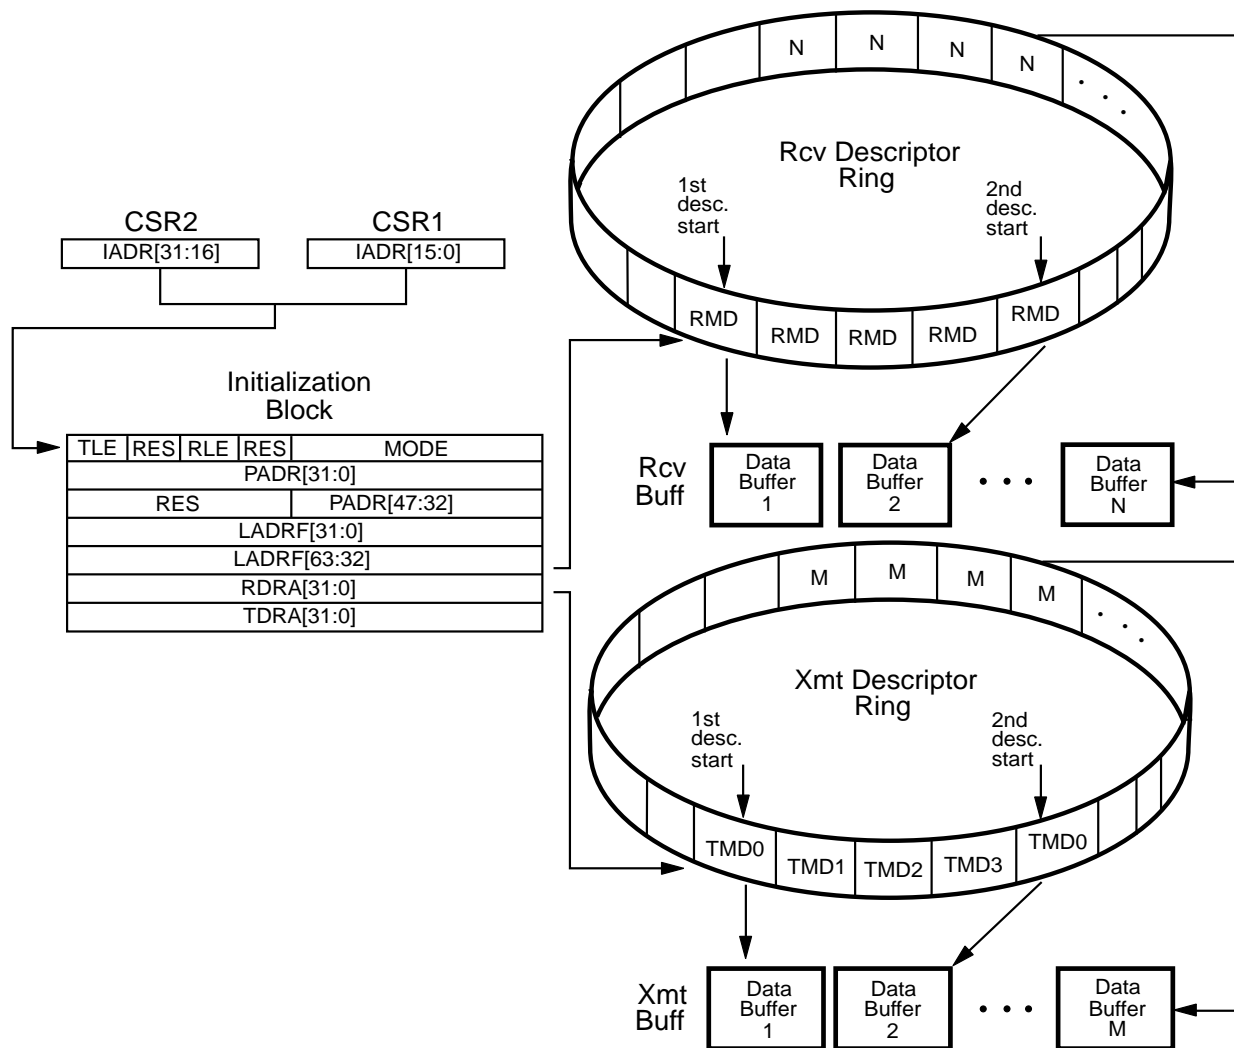 N N N N . . .
Rcv Descriptor
Ring
1st
desc.
start
2nd
desc.
start
CSR2 CSR1
IADR[31:16] IADR[15:0]
RMD RMD RMD RMD RMD
Initialization
Block
TLE RES RLE RES MODE
PADR[31:0]
RES PADR[47:32]
LADRF[31:0]
LADRF[63:32]
RDRA[31:0]
TDRA[31:0]
Rcv
Buff
Data
Buffer
1
Data
Buffer
2
• • •
Data
Buffer
N
M M M M . . .
Xmt Descriptor
Ring
1st
desc.
start
2nd
desc.
start
TMD0 TMD1 TMD2 TMD3 TMD0
Xmt
Buff
Data
Buffer
1
Data
Buffer
2
• • •
Data
Buffer
M